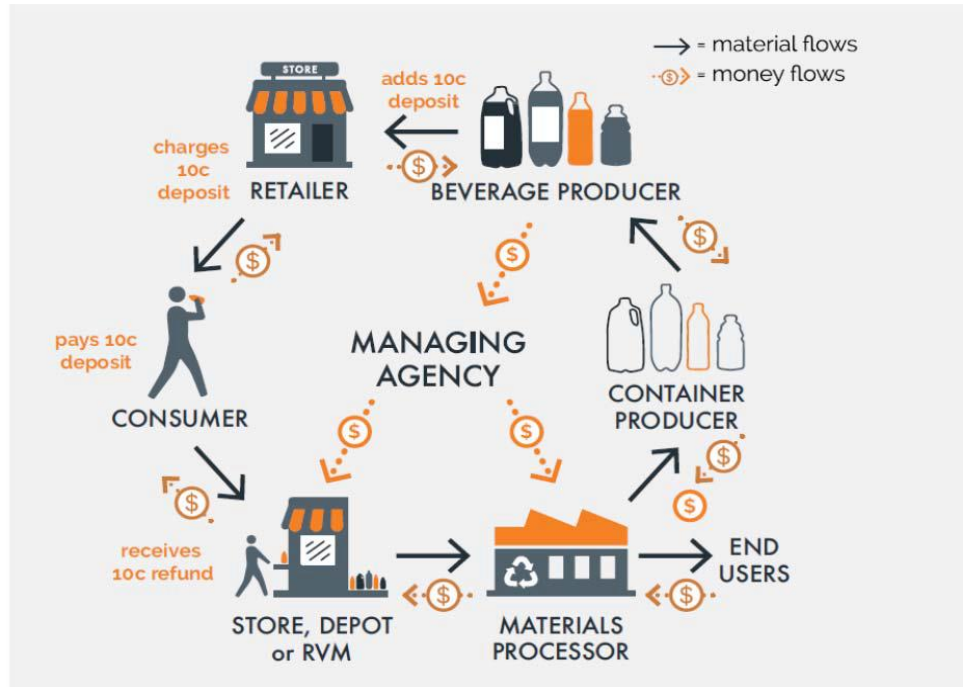 → = material flows
$ = money flows
STORE
RETAILER
adds 10c
deposit
$
BEVERAGE PRODUCER
charges
10c
deposit
$
$
$
pays 10c
deposit
CONSUMER
MANAGING
AGENCY
CONTAINER
PRODUCER
$
$
$
$
$
receives
10c refund
STORE, DEPOT
or RVM
$
MATERIALS
PROCESSOR
$
END
USERS